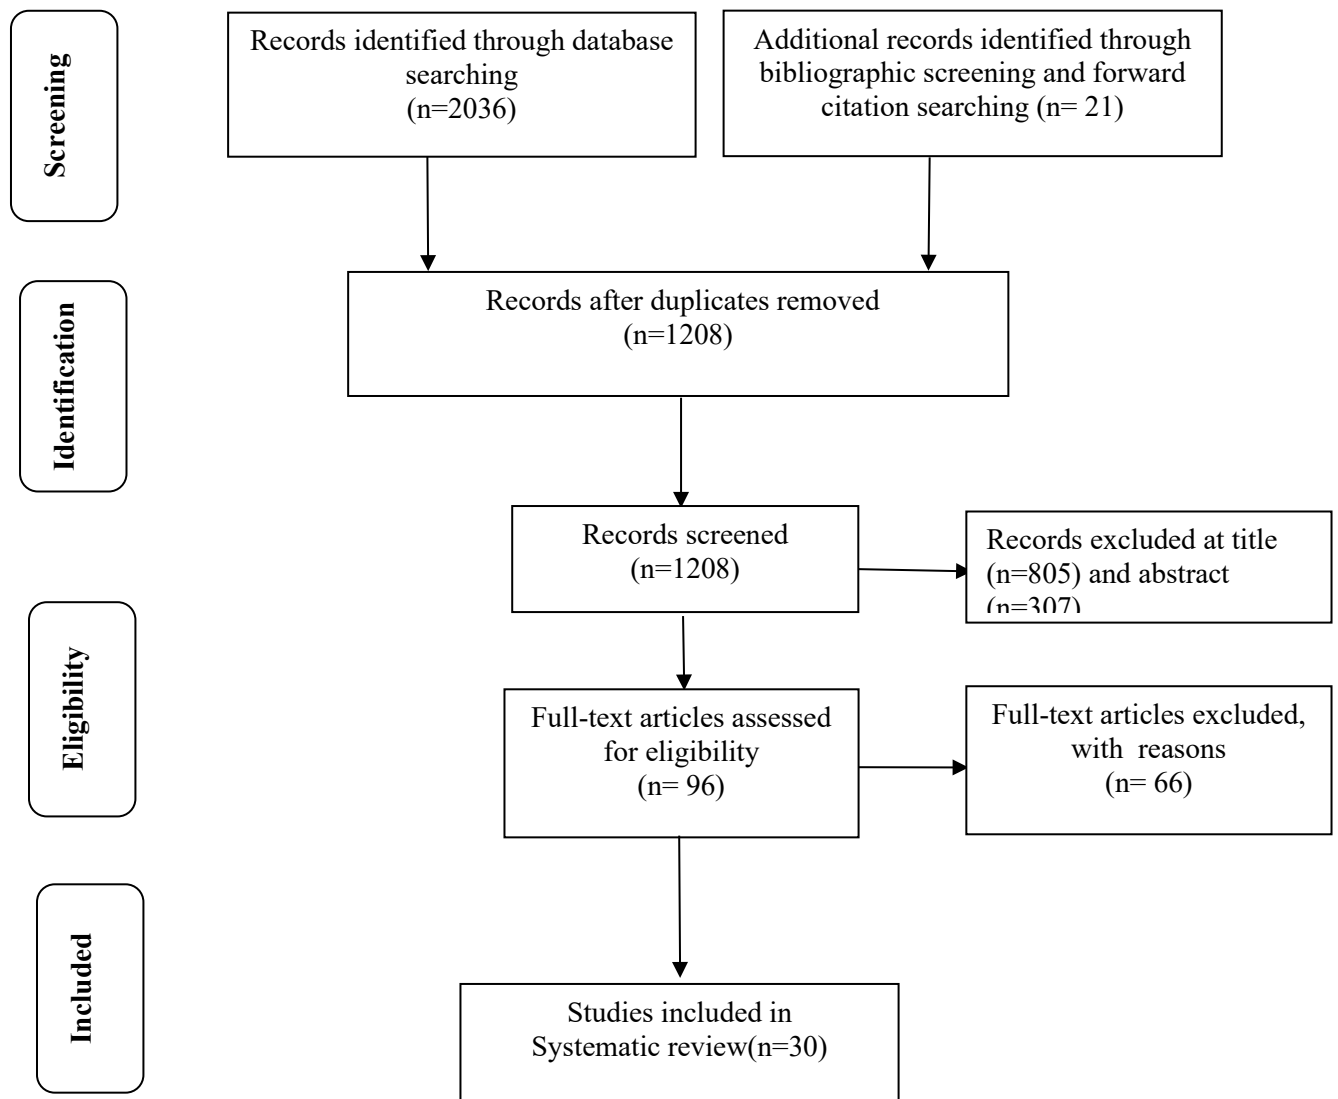 Screening
Records identified through database
searching
(n=2036)
Additional records identified through
bibliographic screening and forward
citation searching (n= 21)
Identification
Records after duplicates removed
(n=1208)
Records screened
(n=1208)
Records excluded at title
(n=805) and abstract
(n=307)
Eligibility
Full-text articles assessed
for eligibility
(n= 96)
Full-text articles excluded,
with  reasons
(n= 66)
Included
Studies included in
Systematic review(n=30)